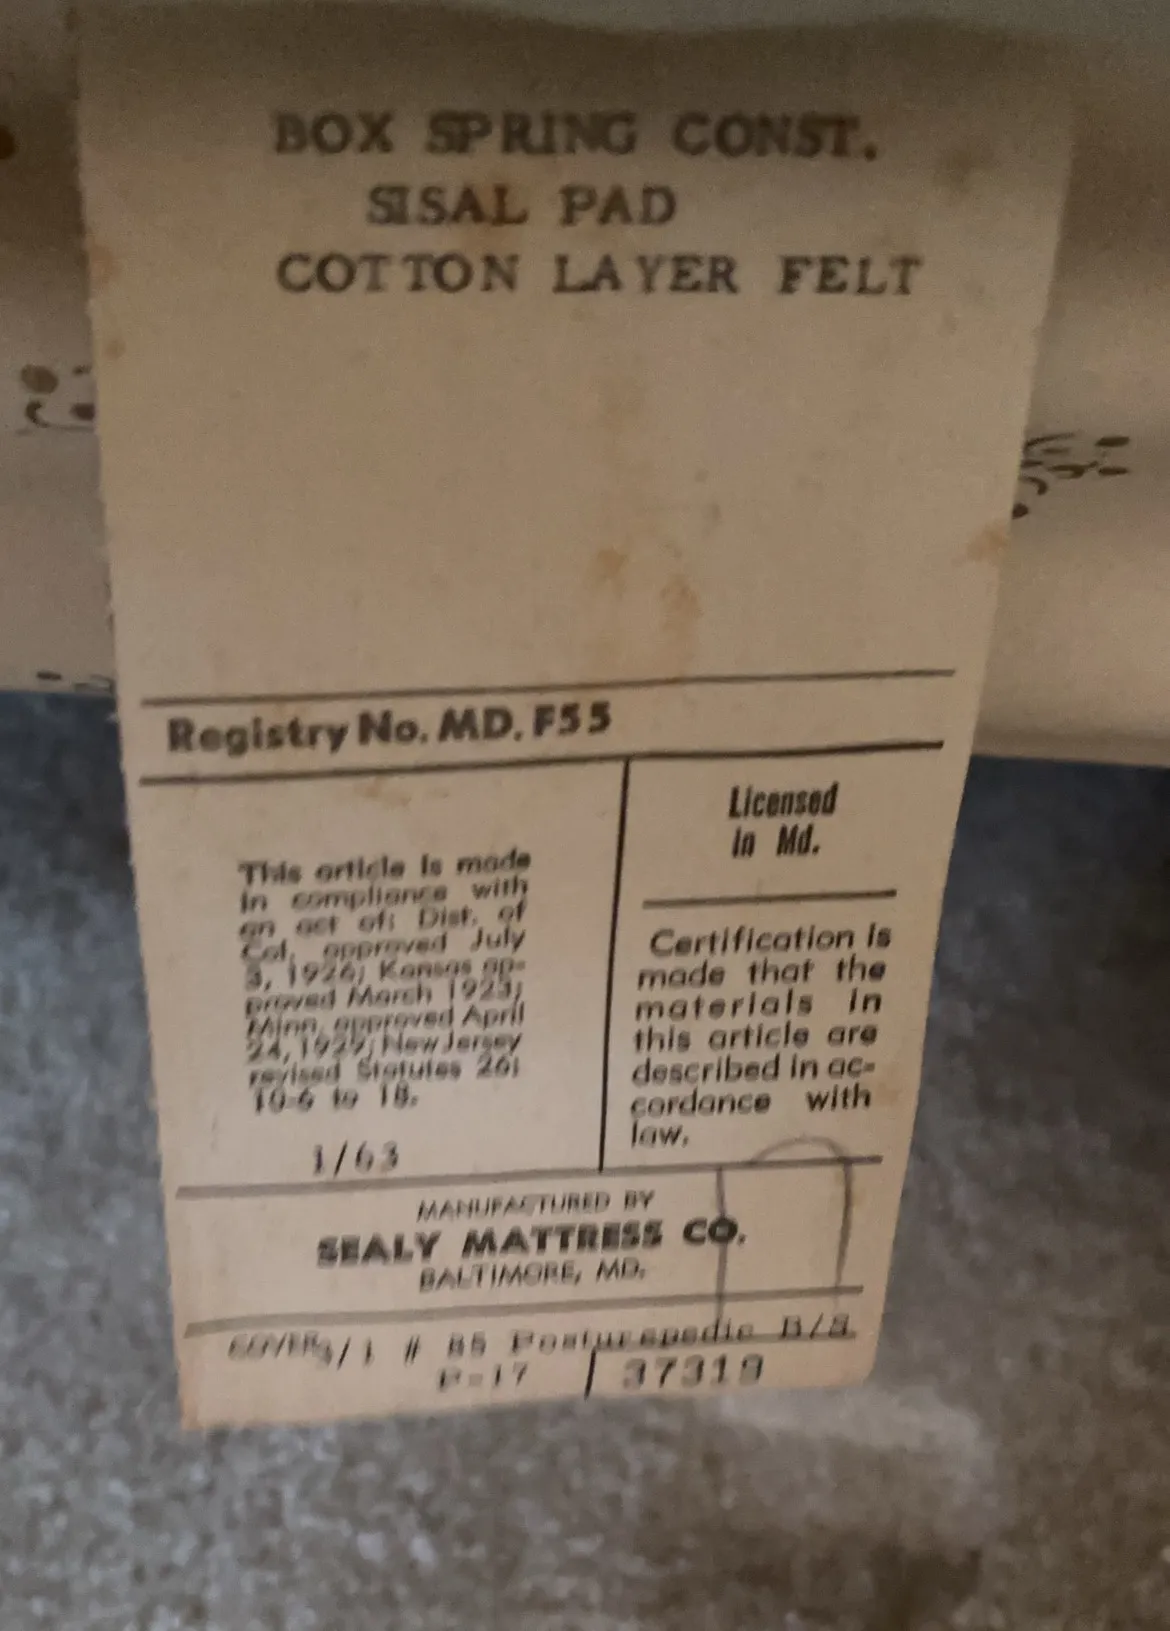 BOX SPRING CONST.
SISAL PAD
COTTON LAYER FELT
Registry No. MD. F55
This article is made
in compliance with
an act of: Dist. of
Col. approved July
3, 1926; Kansas ap-
proved March 1923;
Minn. approved April
24, 1929; New Jersey
revised Statutes 26:
10-6 to 18.
1/63
Licensed
in Md.
Certification is
made that the
materials in
this article are
described in ac-
cordance with
law.
MANUFACTURED BY
SEALY MATTRESS CO.
BALTIMORE, MD.
/1 # 85 Posturepedic B/S
P-17 / 37319